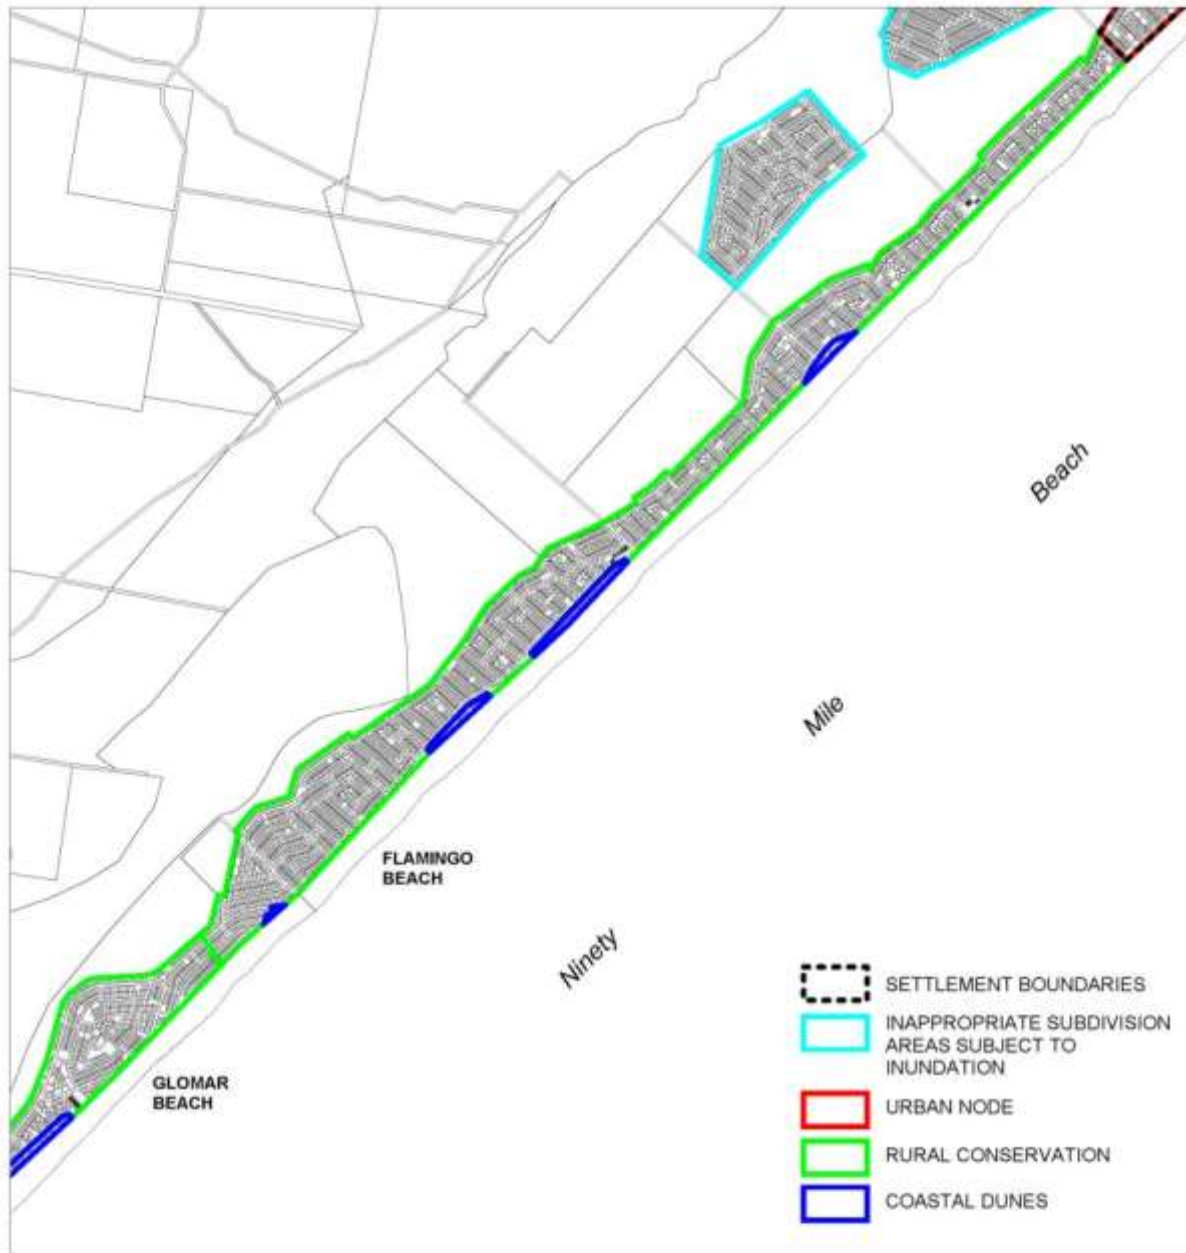 Beach
Mile
FLAMINGO
BEACH
Ninety
GLOMAR
BEACH
SETTLEMENT BOUNDARIES
INAPPROPRIATE SUBDIVISION
AREAS SUBJECT TO
INUNDATION
URBAN NODE
RURAL CONSERVATION
COASTAL DUNES